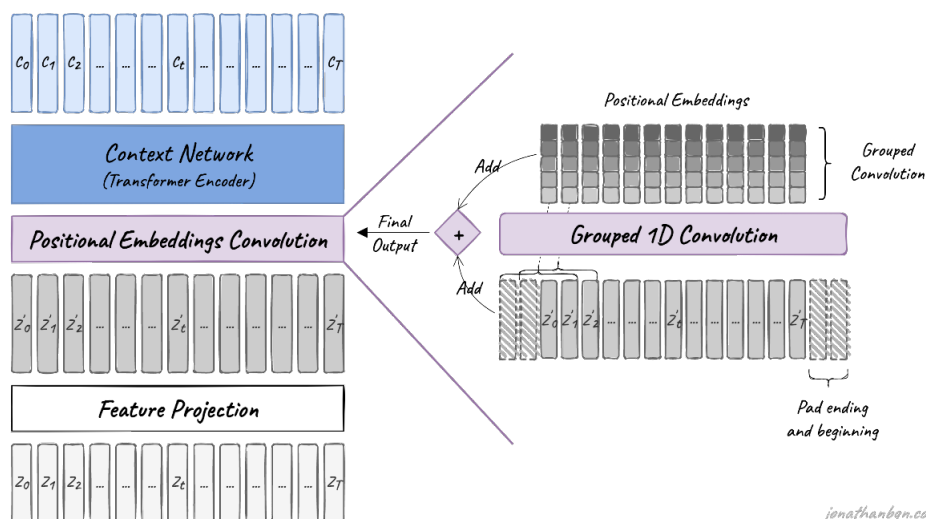 C0 C1 C2 ... ... ... Ct ... ... ... ... ... CT
Context Network
(Transformer Encoder)
Positional Embeddings Convolution
Z'0 Z'1 Z'2 ... ... ... Z't ... ... ... ... ... Z'T
Feature Projection
Z0 Z1 Z2 ... ... ... Zt ... ... ... ... ... ZT
Positional Embeddings
Grouped
Convolution
Add
Final
Output
+
Grouped 1D Convolution
Add
Z'0 Z'1 Z'2 ... ... ... Z't ... ... ... ... ... Z'T
Pad ending
and beginning